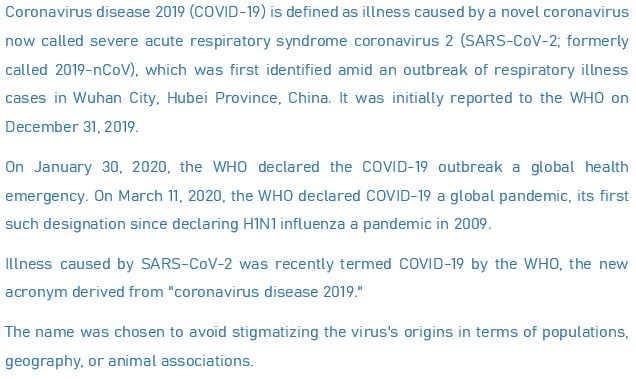 Coronavirus disease 2019 (COVID-19) is defined as illness caused by a novel coronavirus
now called severe acute respiratory syndrome coronavirus 2 (SARS-CoV-2; formerly
called 2019-nCoV), which was first identified amid an outbreak of respiratory illness
cases in Wuhan City, Hubei Province, China. It was initially reported to the WHO on
December 31, 2019.
On January 30, 2020, the WHO declared the COVID-19 outbreak a global health
emergency. On March 11, 2020, the WHO declared COVID-19 a global pandemic, its first
such designation since declaring H1N1 influenza a pandemic in 2009.
Illness caused by SARS-CoV-2 was recently termed COVID-19 by the WHO, the new
acronym derived from "coronavirus disease 2019."
The name was chosen to avoid stigmatizing the virus's origins in terms of populations,
geography, or animal associations.